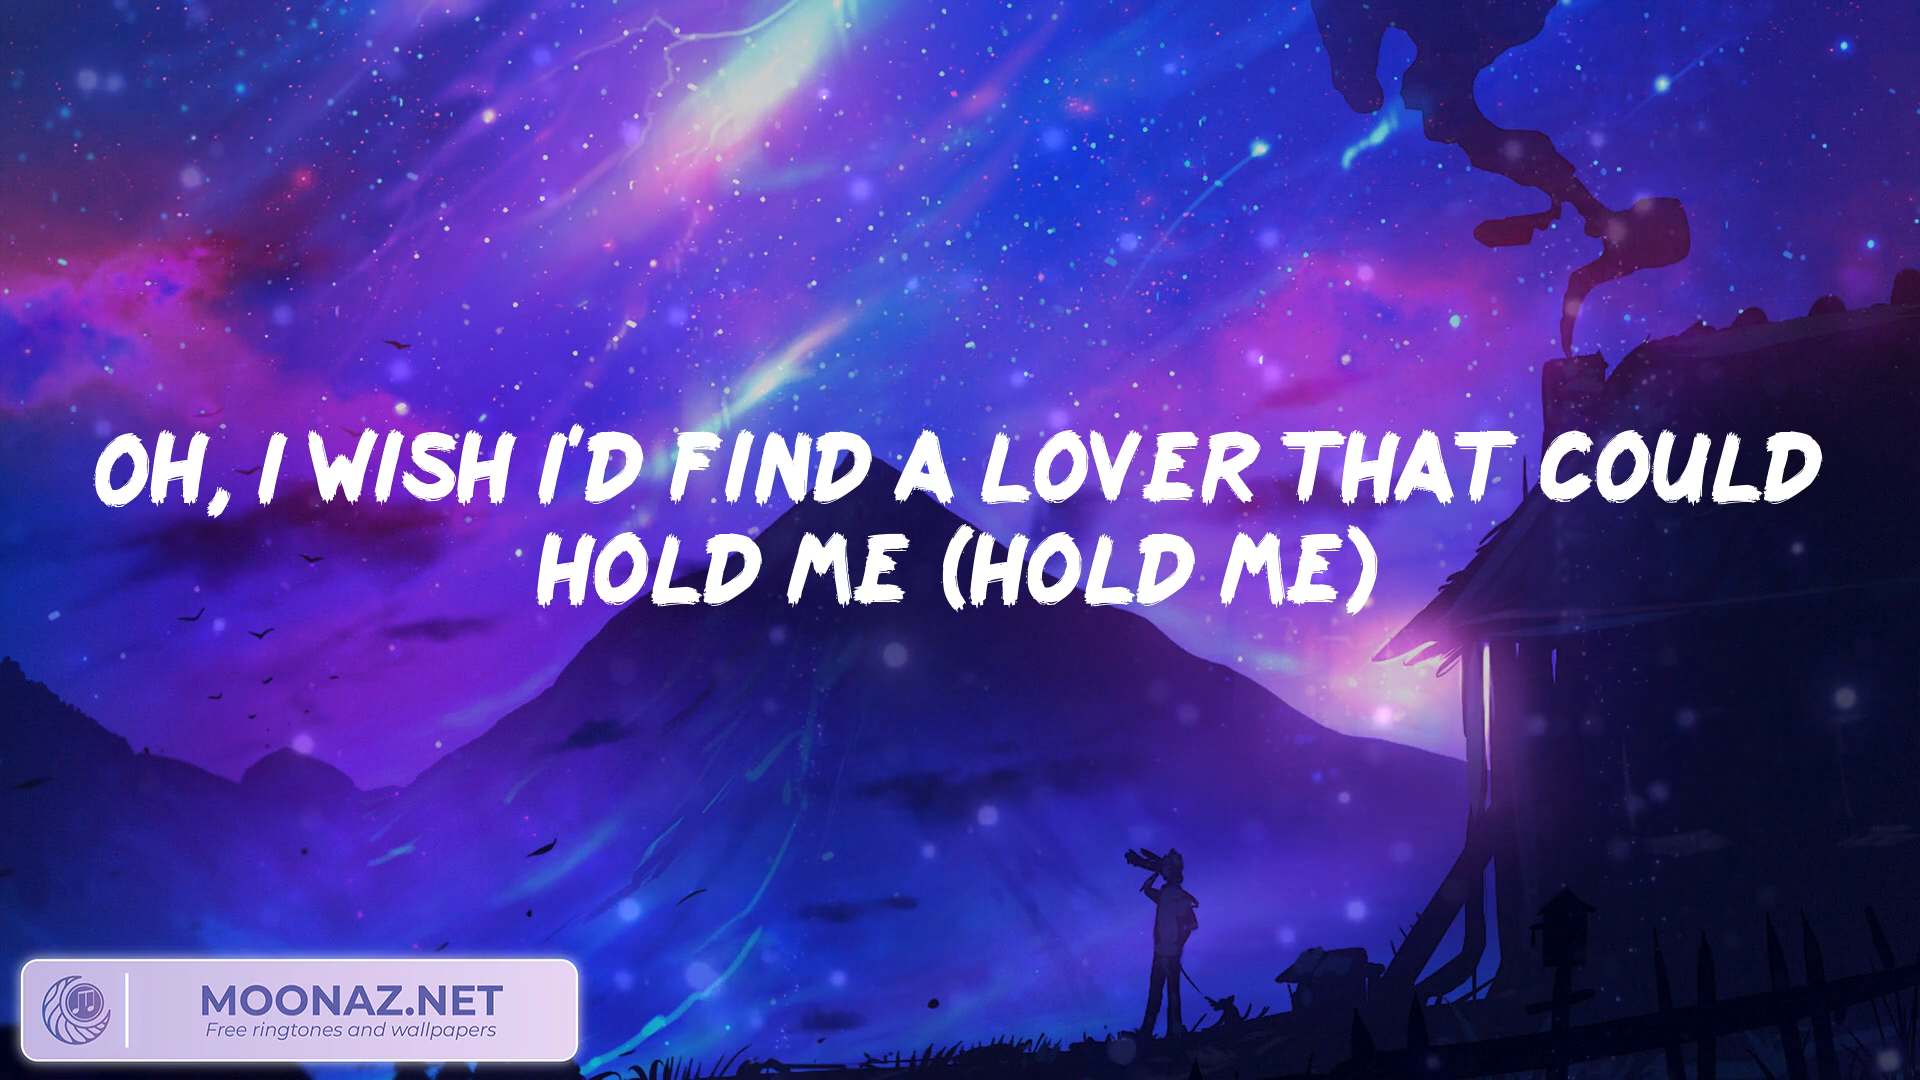 OH, I WISH I'D FIND A LOVER THAT COULD
HOLD ME (HOLD ME)
MOONAZ.NET
Free ringtones and wallpapers